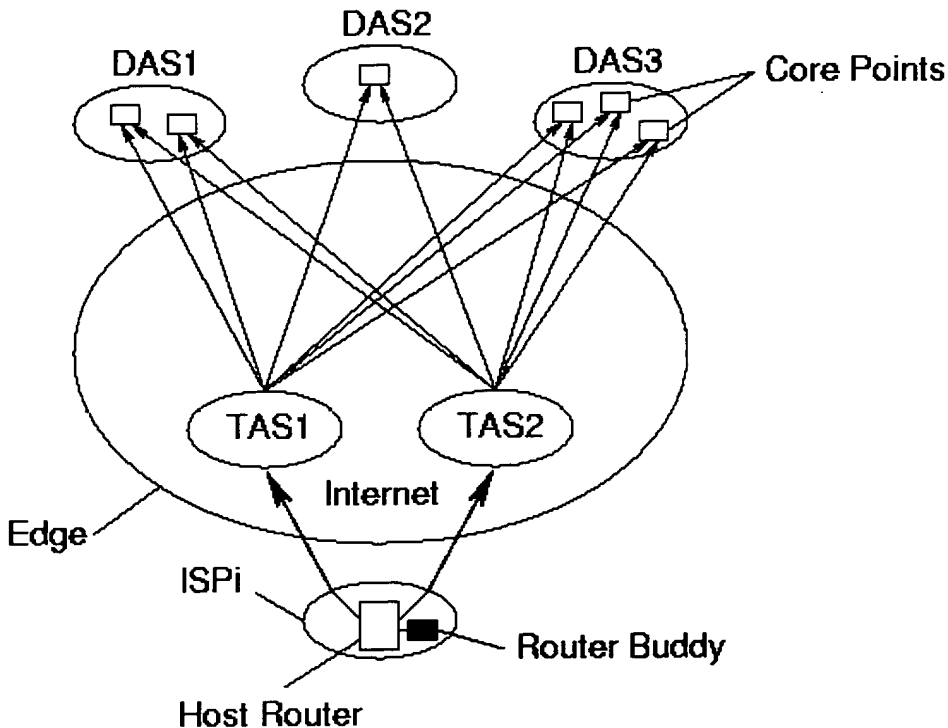 DAS2
DAS1
DAS3
Core Points
TAS1
TAS2
Internet
Edge
ISPi
Router Buddy
Host Router